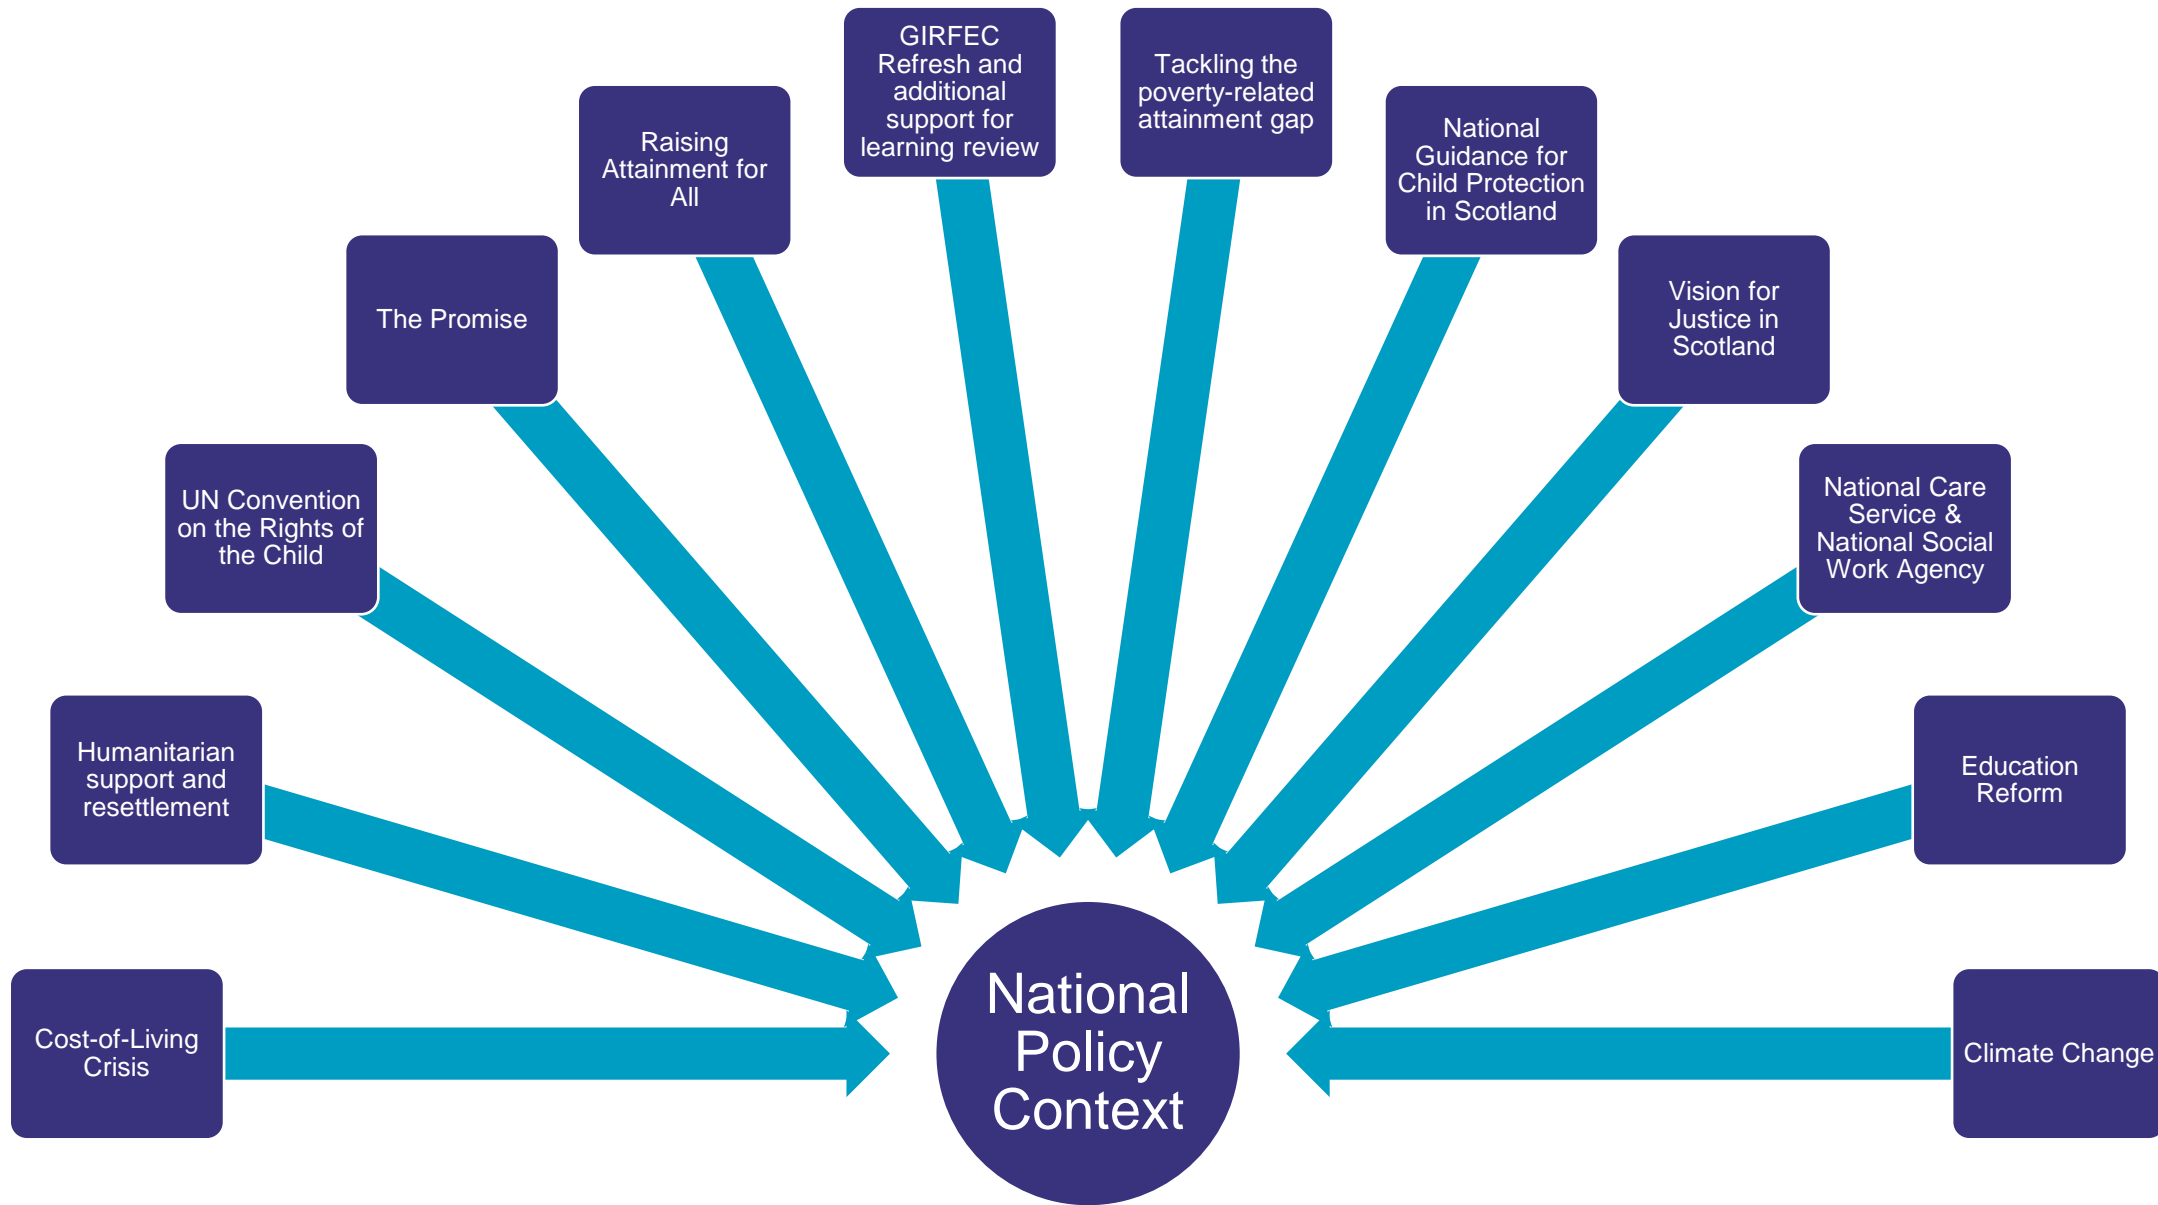 Cost-of-Living
Crisis
Humanitarian
support and
resettlement
UN Convention
on the Rights of
the Child
The Promise
Raising
Attainment for
All
GIRFEC
Refresh and
additional
support for
learning review
Tackling the
poverty-related
attainment gap
National
Guidance for
Child Protection
in Scotland
Vision for
Justice in
Scotland
National Care
Service &
National Social
Work Agency
Education
Reform
Climate Change
National
Policy
Context